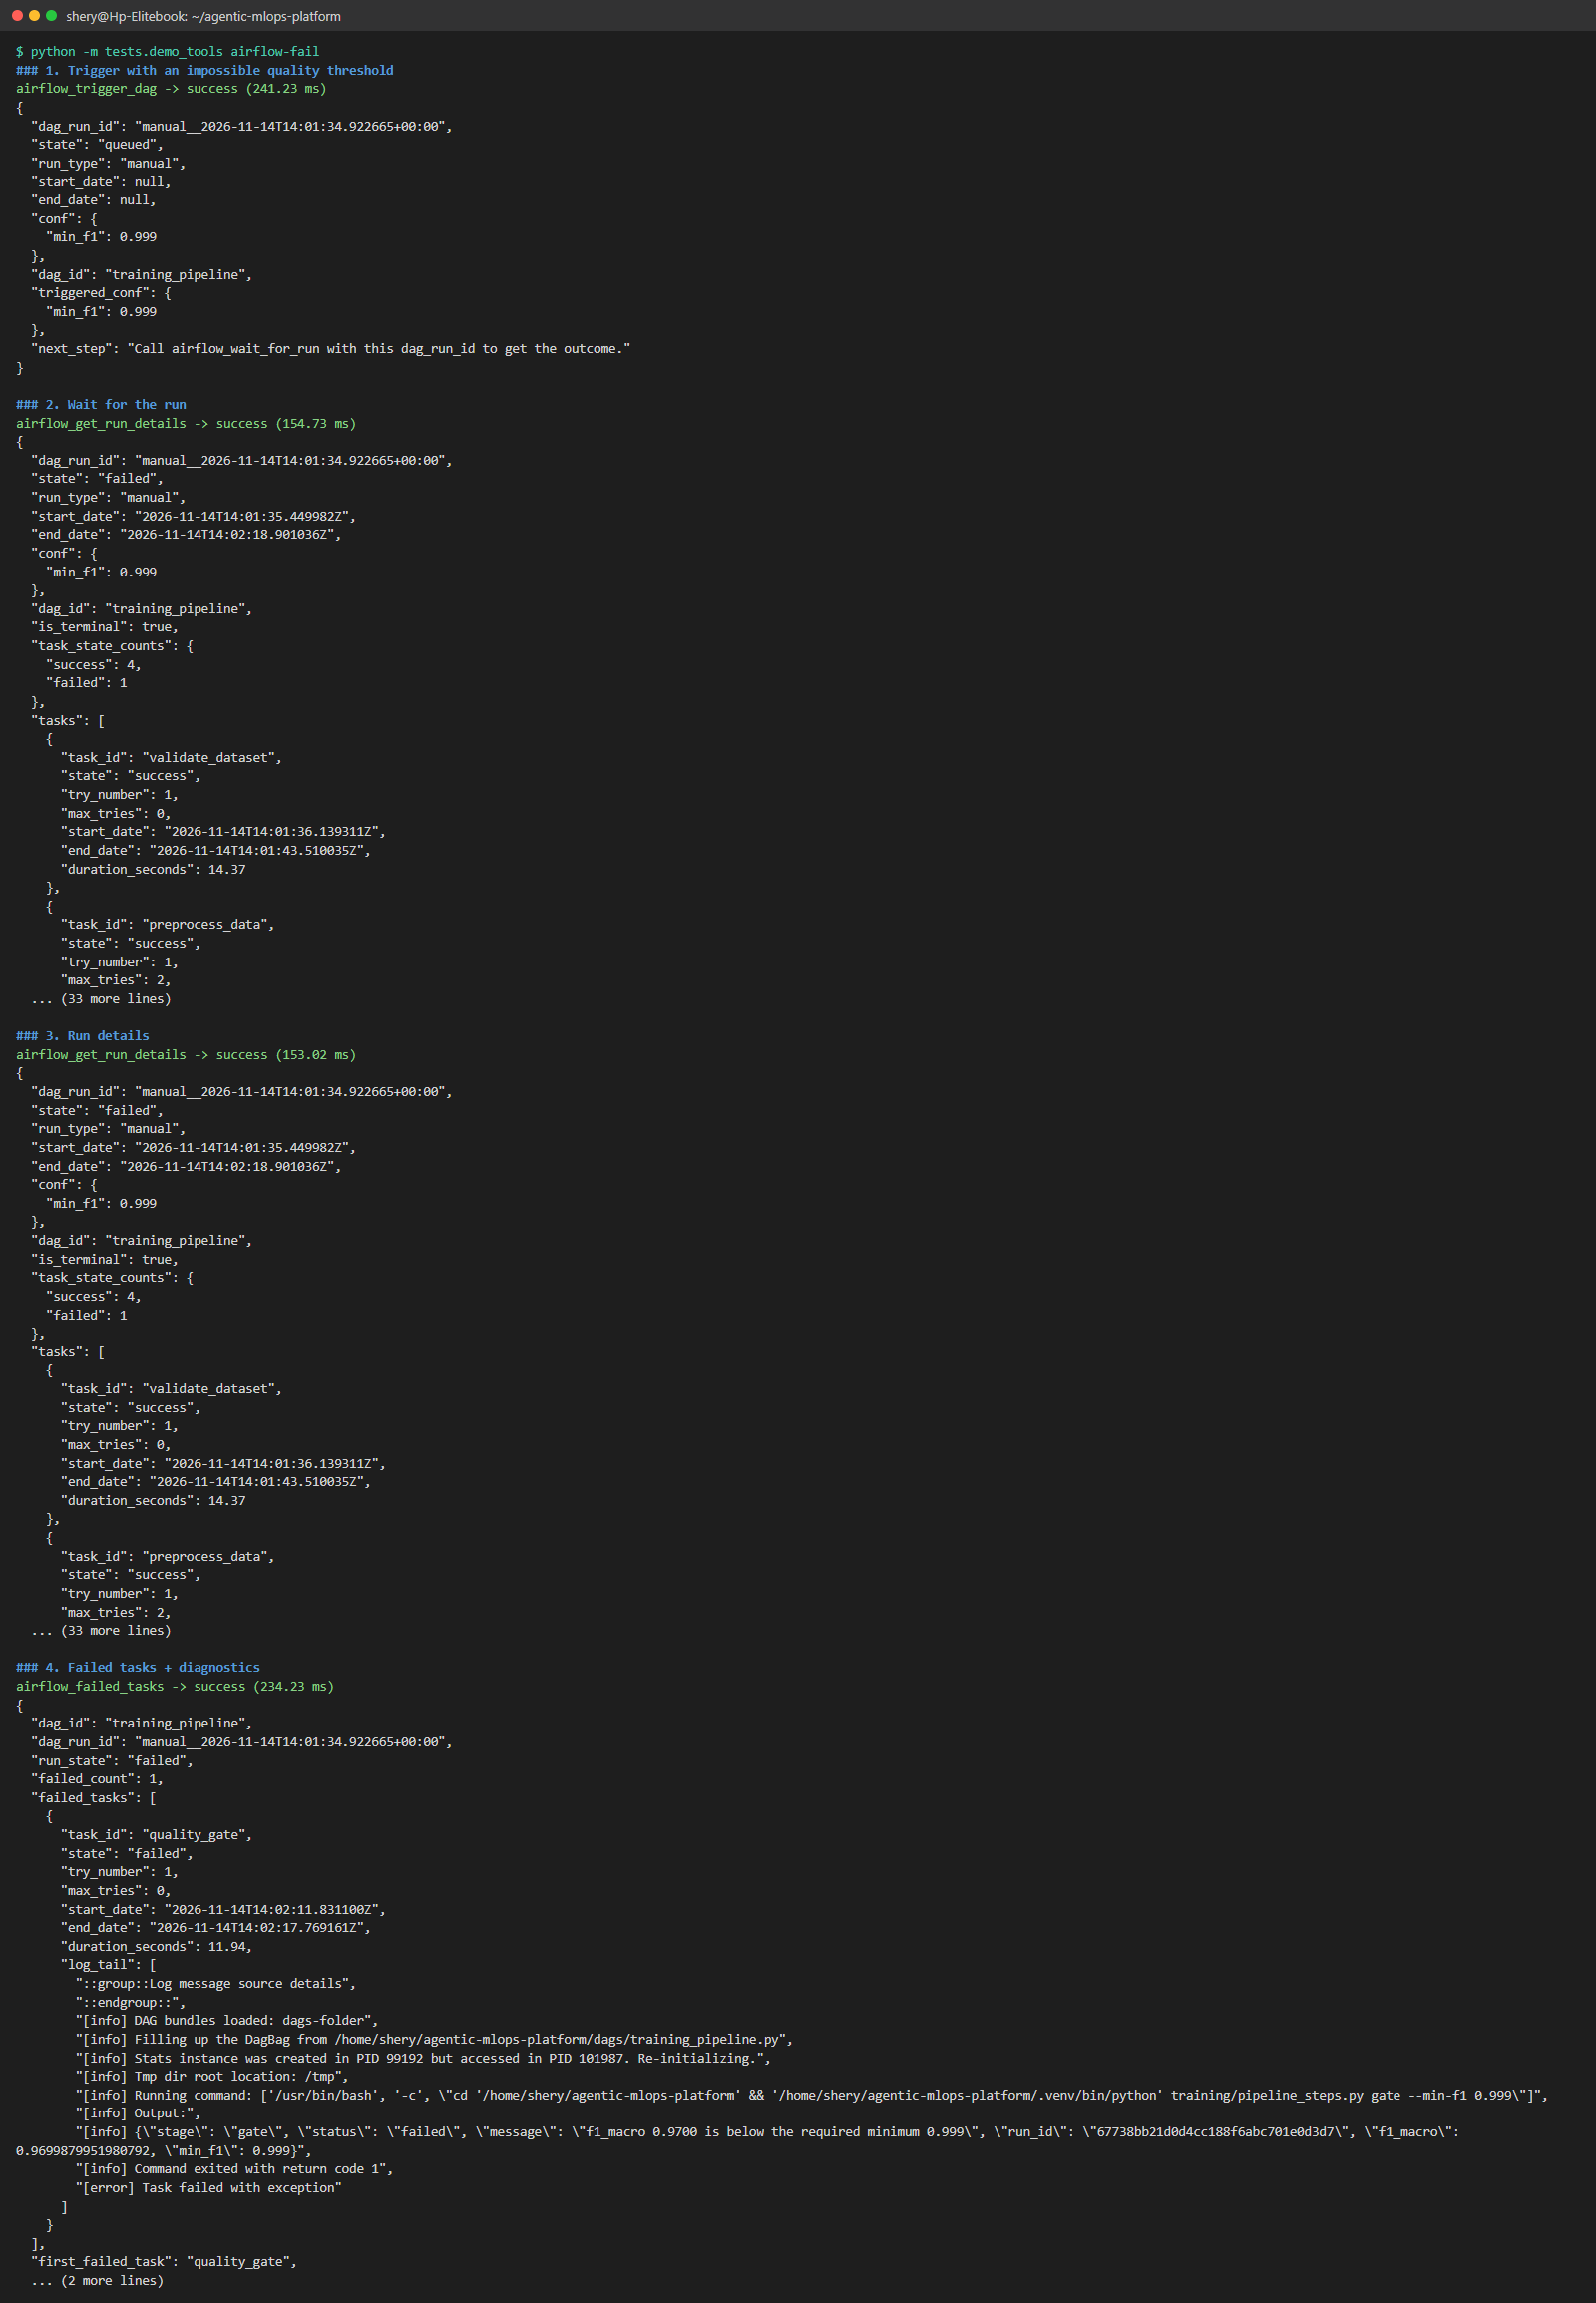 shery@Hp-Elitebook: ~/agentic-mlops-platform
$ python -m tests.demo_tools airflow-fail
### 1. Trigger with an impossible quality threshold
airflow_trigger_dag -> success (241.23 ms)
{
  "dag_run_id": "manual__2026-11-14T14:01:34.922665+00:00",
  "state": "queued",
  "run_type": "manual",
  "start_date": null,
  "end_date": null,
  "conf": {
    "min_f1": 0.999
  },
  "dag_id": "training_pipeline",
  "triggered_conf": {
    "min_f1": 0.999
  },
  "next_step": "Call airflow_wait_for_run with this dag_run_id to get the outcome."
}

### 2. Wait for the run
airflow_get_run_details -> success (154.73 ms)
{
  "dag_run_id": "manual__2026-11-14T14:01:34.922665+00:00",
  "state": "failed",
  "run_type": "manual",
  "start_date": "2026-11-14T14:01:35.449982Z",
  "end_date": "2026-11-14T14:02:18.901036Z",
  "conf": {
    "min_f1": 0.999
  },
  "dag_id": "training_pipeline",
  "is_terminal": true,
  "task_state_counts": {
    "success": 4,
    "failed": 1
  },
  "tasks": [
    {
      "task_id": "validate_dataset",
      "state": "success",
      "try_number": 1,
      "max_tries": 0,
      "start_date": "2026-11-14T14:01:36.139311Z",
      "end_date": "2026-11-14T14:01:43.510035Z",
      "duration_seconds": 14.37
    },
    {
      "task_id": "preprocess_data",
      "state": "success",
      "try_number": 1,
      "max_tries": 2,
  ... (33 more lines)

### 3. Run details
airflow_get_run_details -> success (153.02 ms)
{
  "dag_run_id": "manual__2026-11-14T14:01:34.922665+00:00",
  "state": "failed",
  "run_type": "manual",
  "start_date": "2026-11-14T14:01:35.449982Z",
  "end_date": "2026-11-14T14:02:18.901036Z",
  "conf": {
    "min_f1": 0.999
  },
  "dag_id": "training_pipeline",
  "is_terminal": true,
  "task_state_counts": {
    "success": 4,
    "failed": 1
  },
  "tasks": [
    {
      "task_id": "validate_dataset",
      "state": "success",
      "try_number": 1,
      "max_tries": 0,
      "start_date": "2026-11-14T14:01:36.139311Z",
      "end_date": "2026-11-14T14:01:43.510035Z",
      "duration_seconds": 14.37
    },
    {
      "task_id": "preprocess_data",
      "state": "success",
      "try_number": 1,
      "max_tries": 2,
  ... (33 more lines)

### 4. Failed tasks + diagnostics
airflow_failed_tasks -> success (234.23 ms)
{
  "dag_id": "training_pipeline",
  "dag_run_id": "manual__2026-11-14T14:01:34.922665+00:00",
  "run_state": "failed",
  "failed_count": 1,
  "failed_tasks": [
    {
      "task_id": "quality_gate",
      "state": "failed",
      "try_number": 1,
      "max_tries": 0,
      "start_date": "2026-11-14T14:02:11.831100Z",
      "end_date": "2026-11-14T14:02:17.769161Z",
      "duration_seconds": 11.94,
      "log_tail": [
        "::group::Log message source details",
        "::endgroup::",
        "[info] DAG bundles loaded: dags-folder",
        "[info] Filling up the DagBag from /home/shery/agentic-mlops-platform/dags/training_pipeline.py",
        "[info] Stats instance was created in PID 99192 but accessed in PID 101987. Re-initializing.",
        "[info] Tmp dir root location: /tmp",
        "[info] Running command: ['/usr/bin/bash', '-c', \"cd '/home/shery/agentic-mlops-platform' && '/home/shery/agentic-mlops-platform/.venv/bin/python' training/pipeline_steps.py gate --min-f1 0.999\"]",
        "[info] Output:",
        "[info] {\"stage\": \"gate\", \"status\": \"failed\", \"message\": \"f1_macro 0.9700 is below the required minimum 0.999\", \"run_id\": \"67738bb21d0d4cc188f6abc701e0d3d7\", \"f1_macro\":
0.9699879951980792, \"min_f1\": 0.999}",
        "[info] Command exited with return code 1",
        "[error] Task failed with exception"
      ]
    }
  ],
  "first_failed_task": "quality_gate",
  ... (2 more lines)